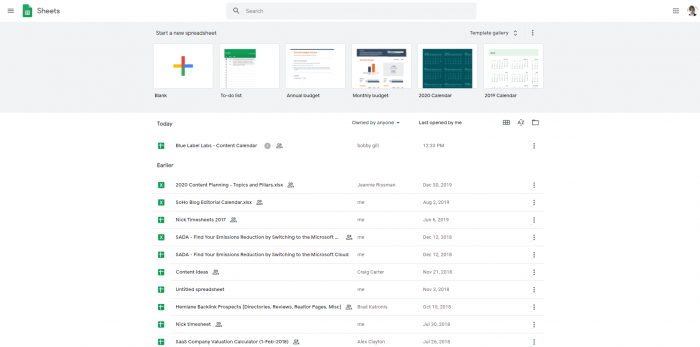 Sheets
Search
Start a new spreadsheet
Template gallery
Blank
To-do list
Annual budget
Monthly budget
2020 Calendar
2019 Calendar
Today
Owned by anyone
Last opened by me
Blue Label Labs - Content Calendar
bobby gill
12:33 PM
Earlier
2020 Content Planning - Topics and Pillars.xlsx
Jeannie Rossman
Dec 30, 2019
SoHo Blog Editorial Calendar.xlsx
me
Aug 2, 2019
Nick Timesheets 2017
me
Jun 6, 2019
SADA - Find Your Emissions Reduction by Switching to the Microsoft ...
me
Dec 12, 2018
SADA - Find Your Emissions Reduction by Switching to the Microsoft Cloud
me
Dec 12, 2018
Content Ideas
Craig Carter
Nov 21, 2018
Untitled spreadsheet
me
Nov 3, 2018
Hemlane Backlink Prospects (Directories, Reviews, Realtor Pages, Misc)
Brad Katronis
Oct 10, 2018
Nick timesheet
me
Jul 20, 2018
SaaS Company Valuation Calculator (1-Feb-2018)
Alex Clayton
Jul 26, 2018